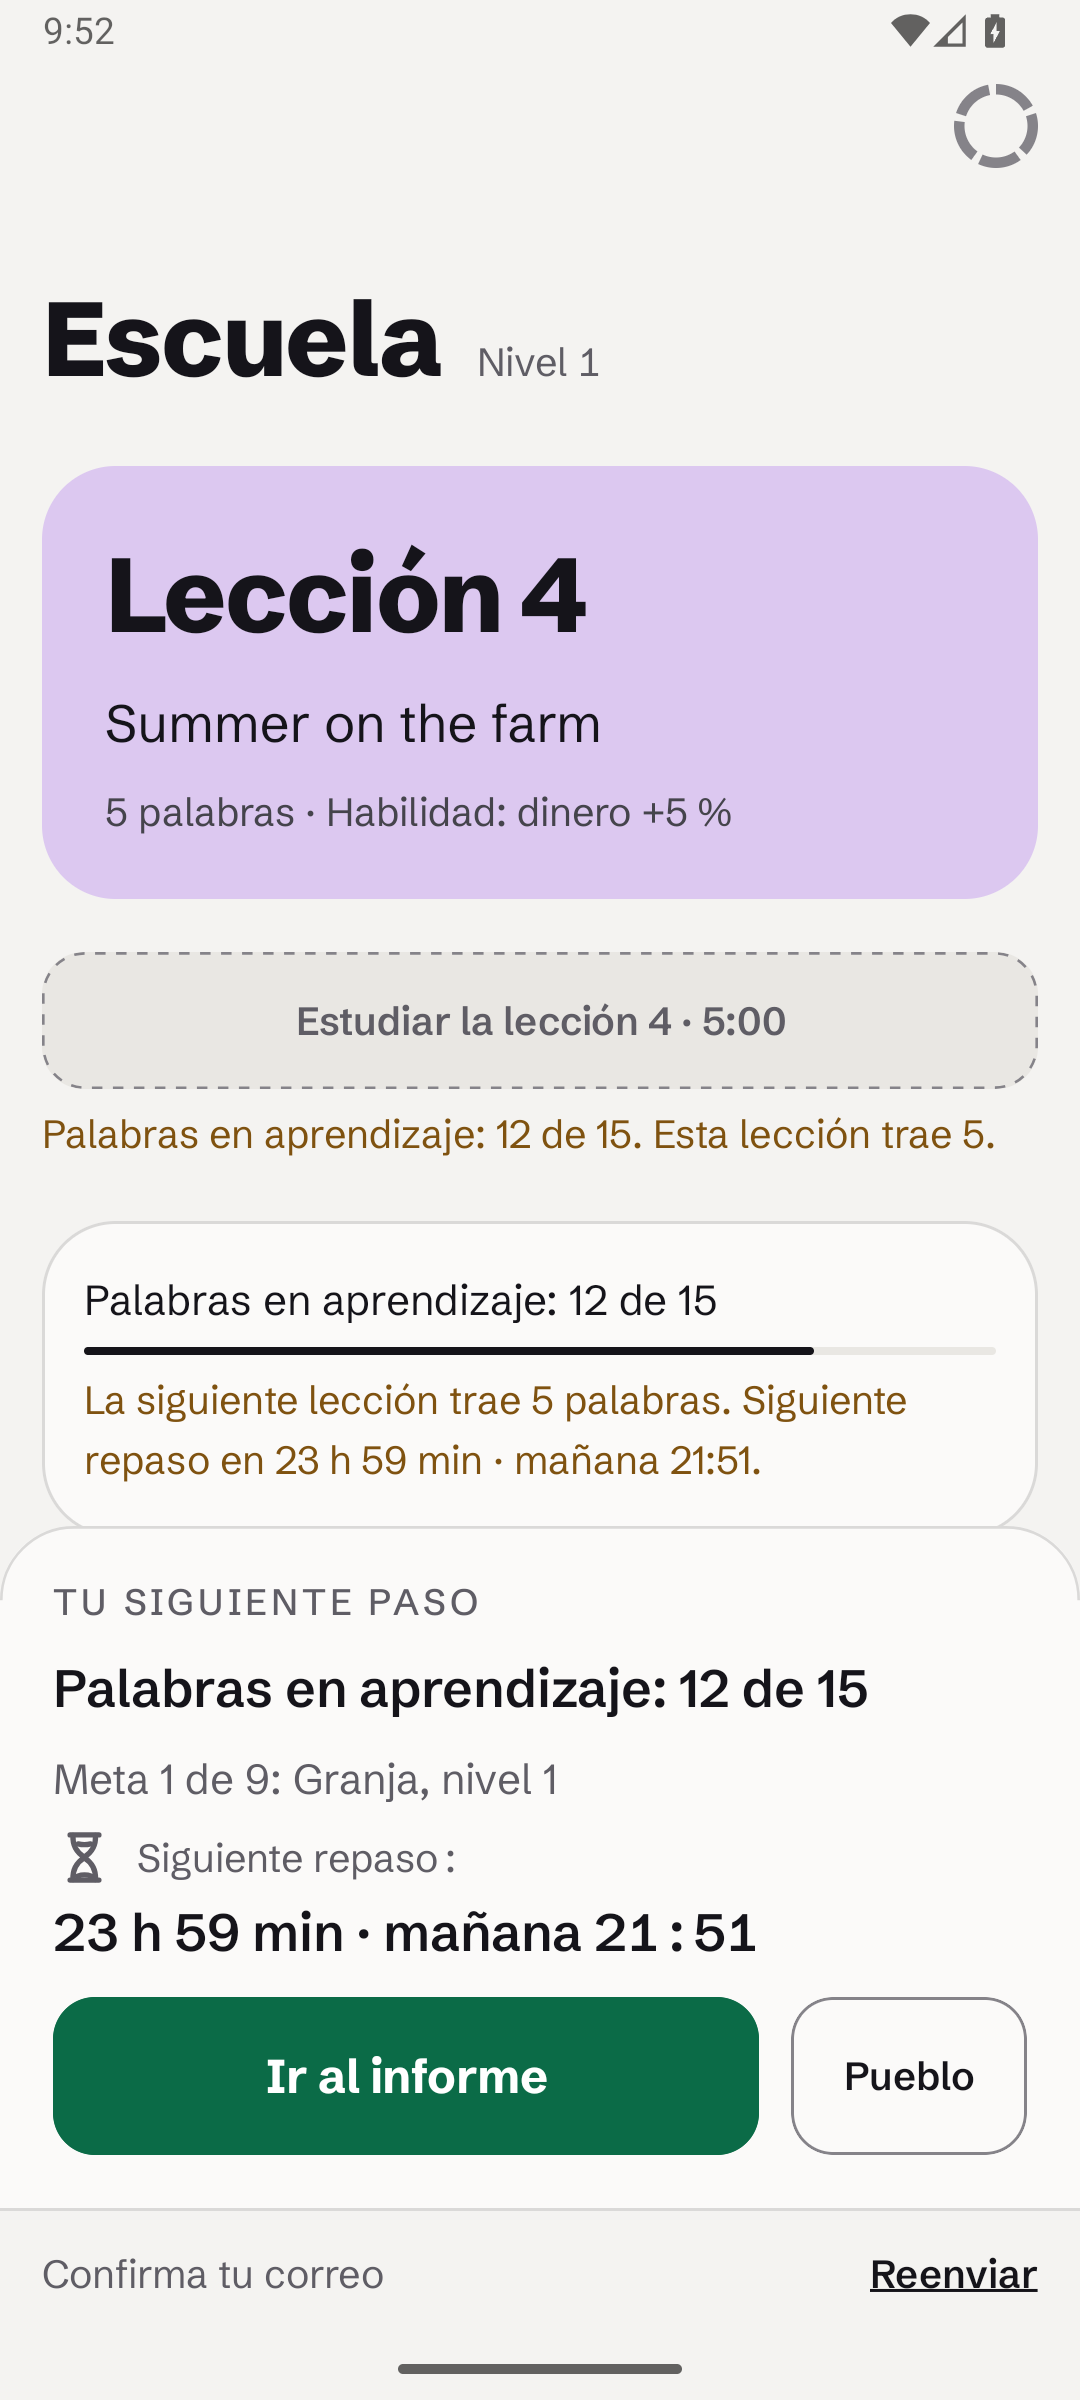 9:52
Escuela Nivel 1
Lección 4
Summer on the farm
5 palabras · Habilidad: dinero +5 %
Estudiar la lección 4 · 5:00
Palabras en aprendizaje: 12 de 15. Esta lección trae 5.
Palabras en aprendizaje: 12 de 15
La siguiente lección trae 5 palabras. Siguiente
repaso en 23 h 59 min · mañana 21:51.
TU SIGUIENTE PASO
Palabras en aprendizaje: 12 de 15
Meta 1 de 9: Granja, nivel 1
Siguiente repaso:
23 h 59 min · mañana 21:51
Ir al informe
Pueblo
Confirma tu correo
Reenviar